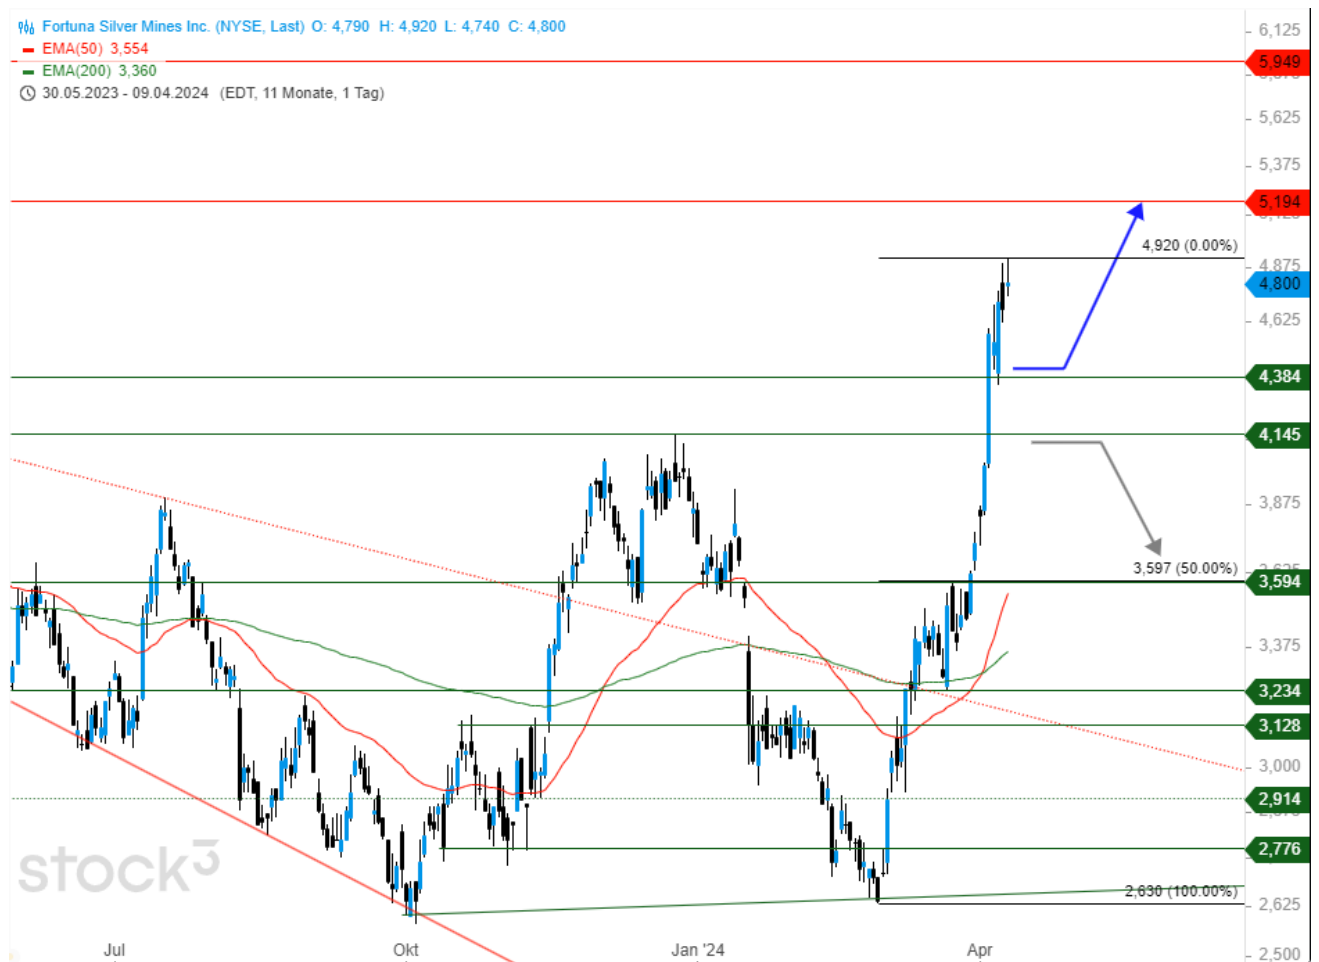 Fortuna Silver Mines Inc. (NYSE, Last) O: 4,790 H: 4,920 L: 4,740 C: 4,800
EMA(50) 3,554
EMA(200) 3,360
30.05.2023 - 09.04.2024 (EDT, 11 Monate, 1 Tag)
6,125
5,949
5,625
5,375
5,194
4,920 (0.00%)
4,875
4,800
4,625
4,384
4,145
3,875
3,597 (50.00%)
3,594
3,375
3,234
3,128
3,000
2,914
2,776
stock3
2,630 (100.00%)
2,625
2,500
Jul
Okt
Jan '24
Apr